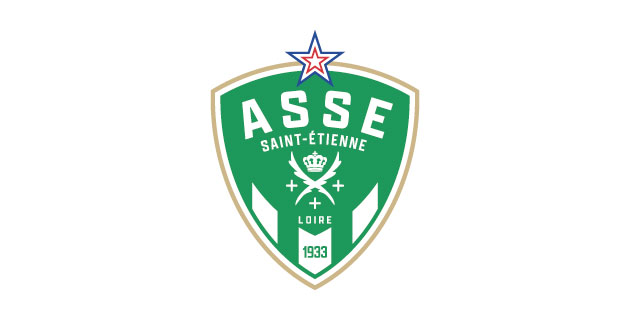 ASSE
SAINT-ÉTIENNE
LOIRE
1933